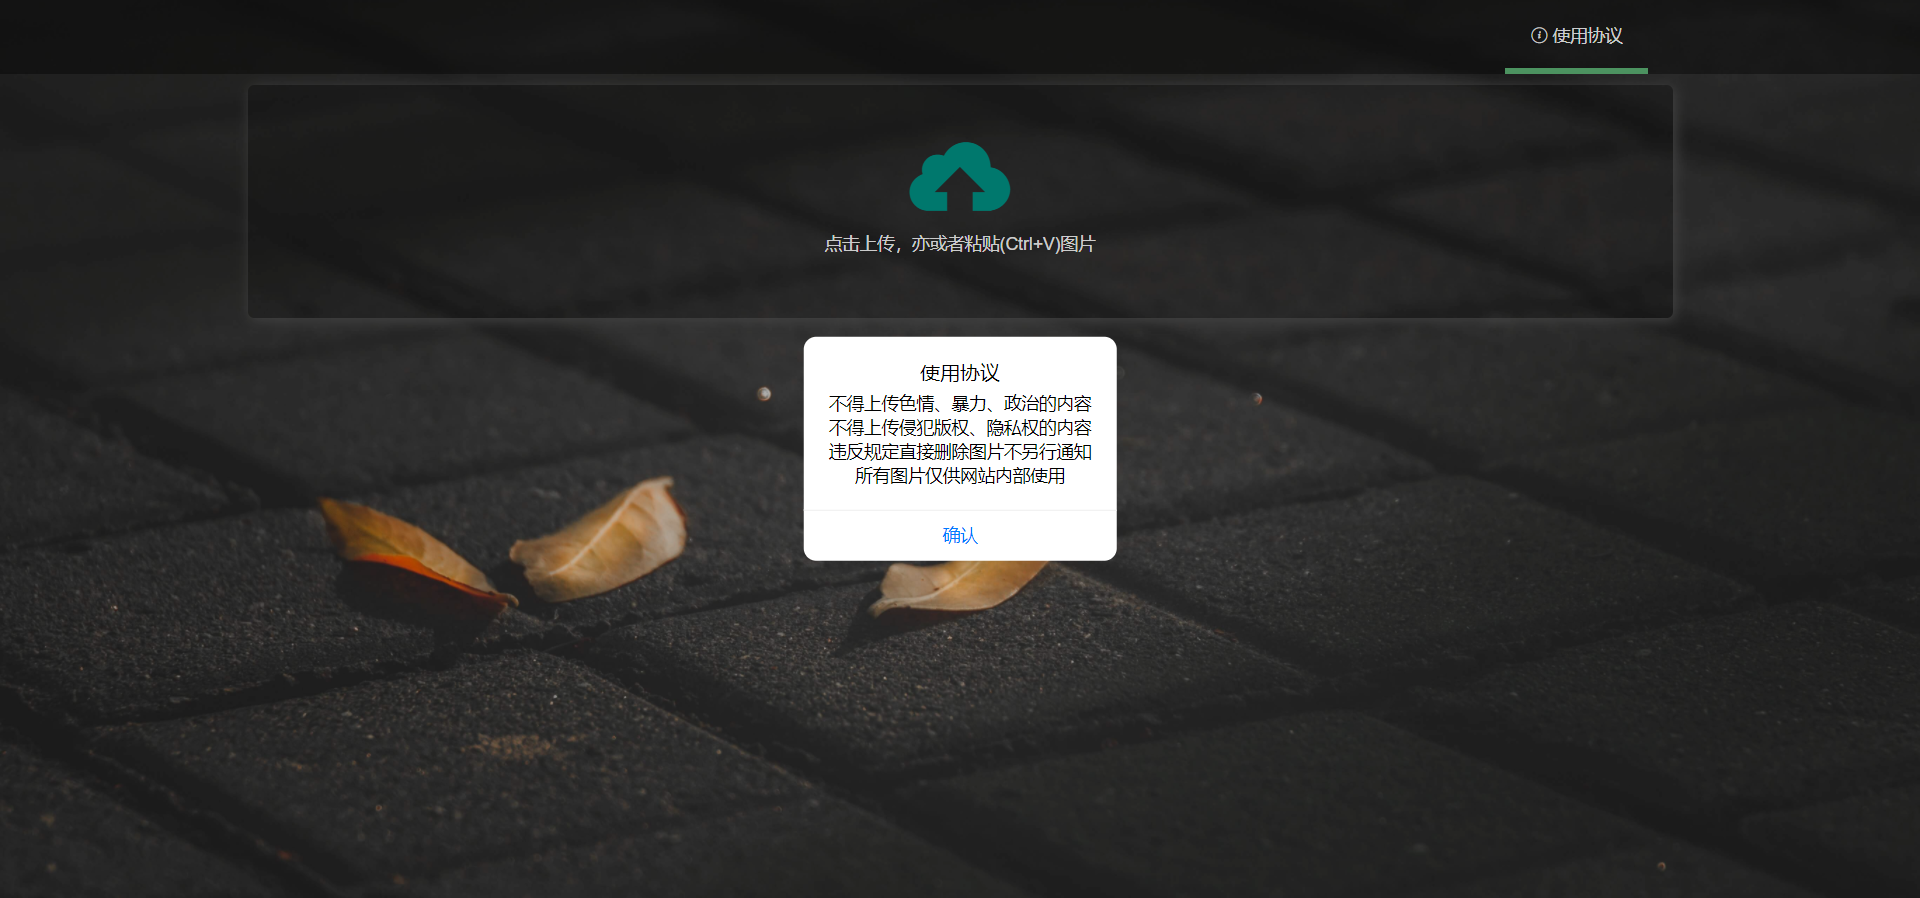 使用协议
点击上传，亦或者粘贴(Ctrl+V)图片
使用协议
不得上传色情、暴力、政治的内容
不得上传侵犯版权、隐私权的内容
违反规定直接删除图片不另行通知
所有图片仅供网站内部使用
确认